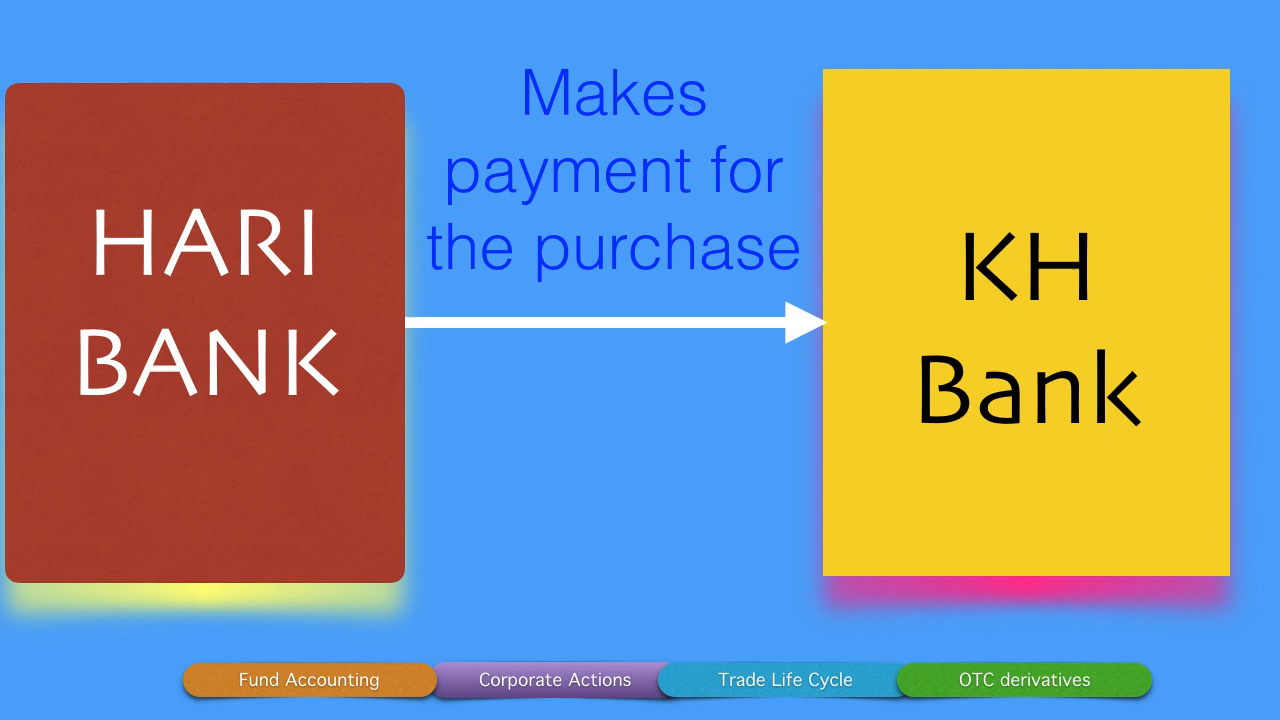 HARI
BANK
Makes
payment for
the purchase
KH
Bank
Fund Accounting
Corporate Actions
Trade Life Cycle
OTC derivatives